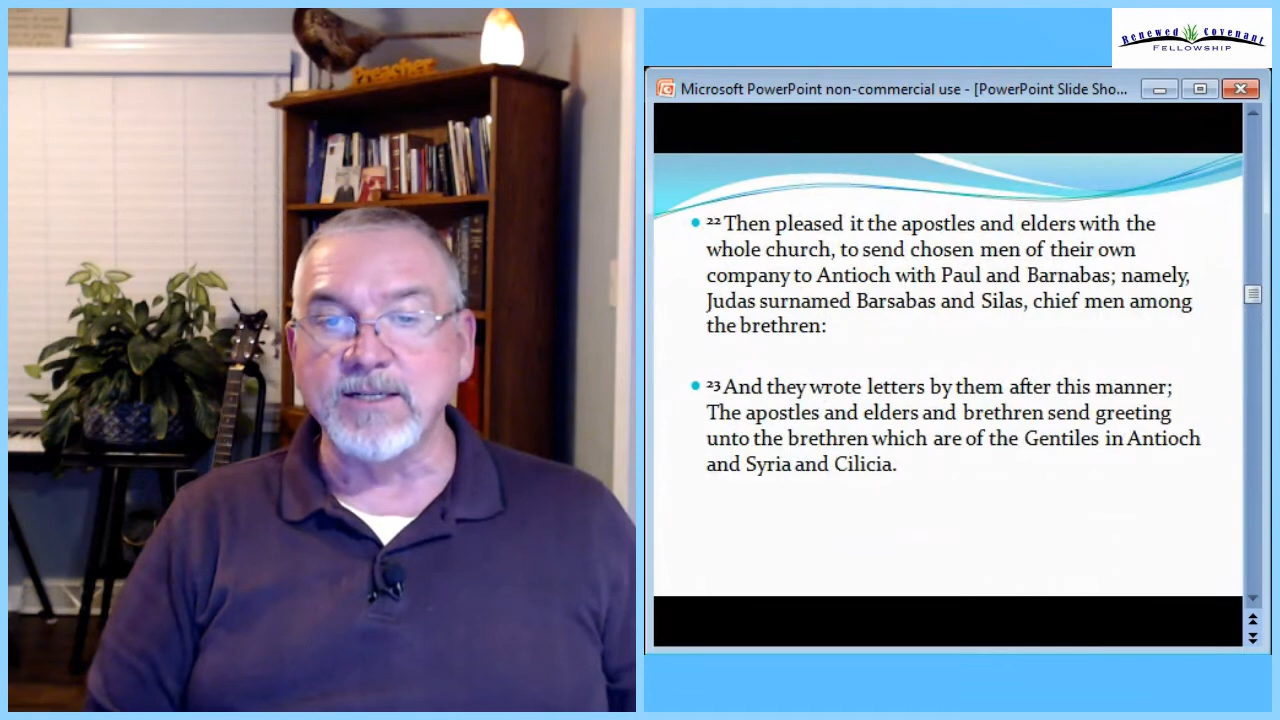 Preacher
Renewed Covenant
FELLOWSHIP
Microsoft PowerPoint non-commercial use - [PowerPoint Slide Sho...
• 22 Then pleased it the apostles and elders with the
whole church, to send chosen men of their own
company to Antioch with Paul and Barnabas; namely,
Judas surnamed Barsabas and Silas, chief men among
the brethren:
• 23 And they wrote letters by them after this manner;
The apostles and elders and brethren send greeting
unto the brethren which are of the Gentiles in Antioch
and Syria and Cilicia.